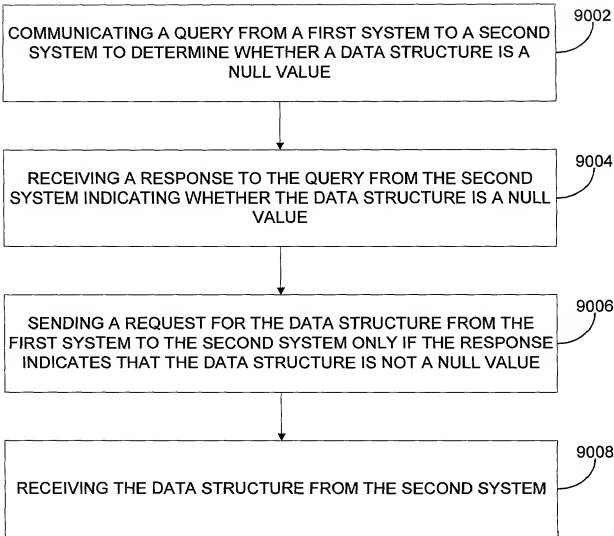 COMMUNICATING A QUERY FROM A FIRST SYSTEM TO A SECOND
SYSTEM TO DETERMINE WHETHER A DATA STRUCTURE IS A
NULL VALUE
9002
RECEIVING A RESPONSE TO THE QUERY FROM THE SECOND
SYSTEM INDICATING WHETHER THE DATA STRUCTURE IS A NULL
VALUE
9004
SENDING A REQUEST FOR THE DATA STRUCTURE FROM THE
FIRST SYSTEM TO THE SECOND SYSTEM ONLY IF THE RESPONSE
INDICATES THAT THE DATA STRUCTURE IS NOT A NULL VALUE
9006
RECEIVING THE DATA STRUCTURE FROM THE SECOND SYSTEM
9008